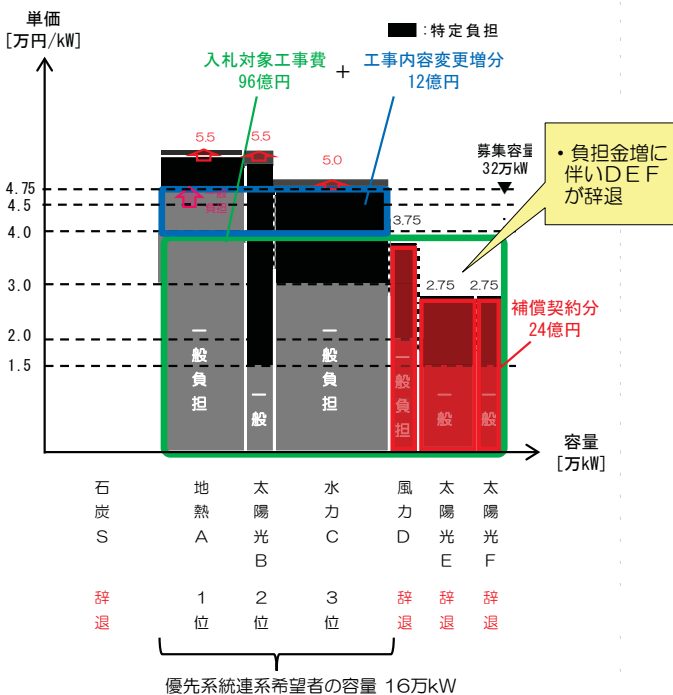 単価
[万円/kW]
:特定負担
入札対象工事費
96億円
+
工事内容変更増分
12億円
5.5
5.5
5.0
募集容量
32万kW
・負担金増に
伴いDEF
が辞退
4.75
4.5
4.0
3.0
2.0
1.5
負担
3.75
2.75
2.75
補償契約分
24億円
一般負担
一般
一般負担
一般負担
一般
一般
容量
[万kW]
石炭S
地熱A
太陽光B
水力C
風力D
太陽光E
太陽光F
辞退
1位
2位
3位
辞退
辞退
辞退
優先系統連系希望者の容量 16万kW